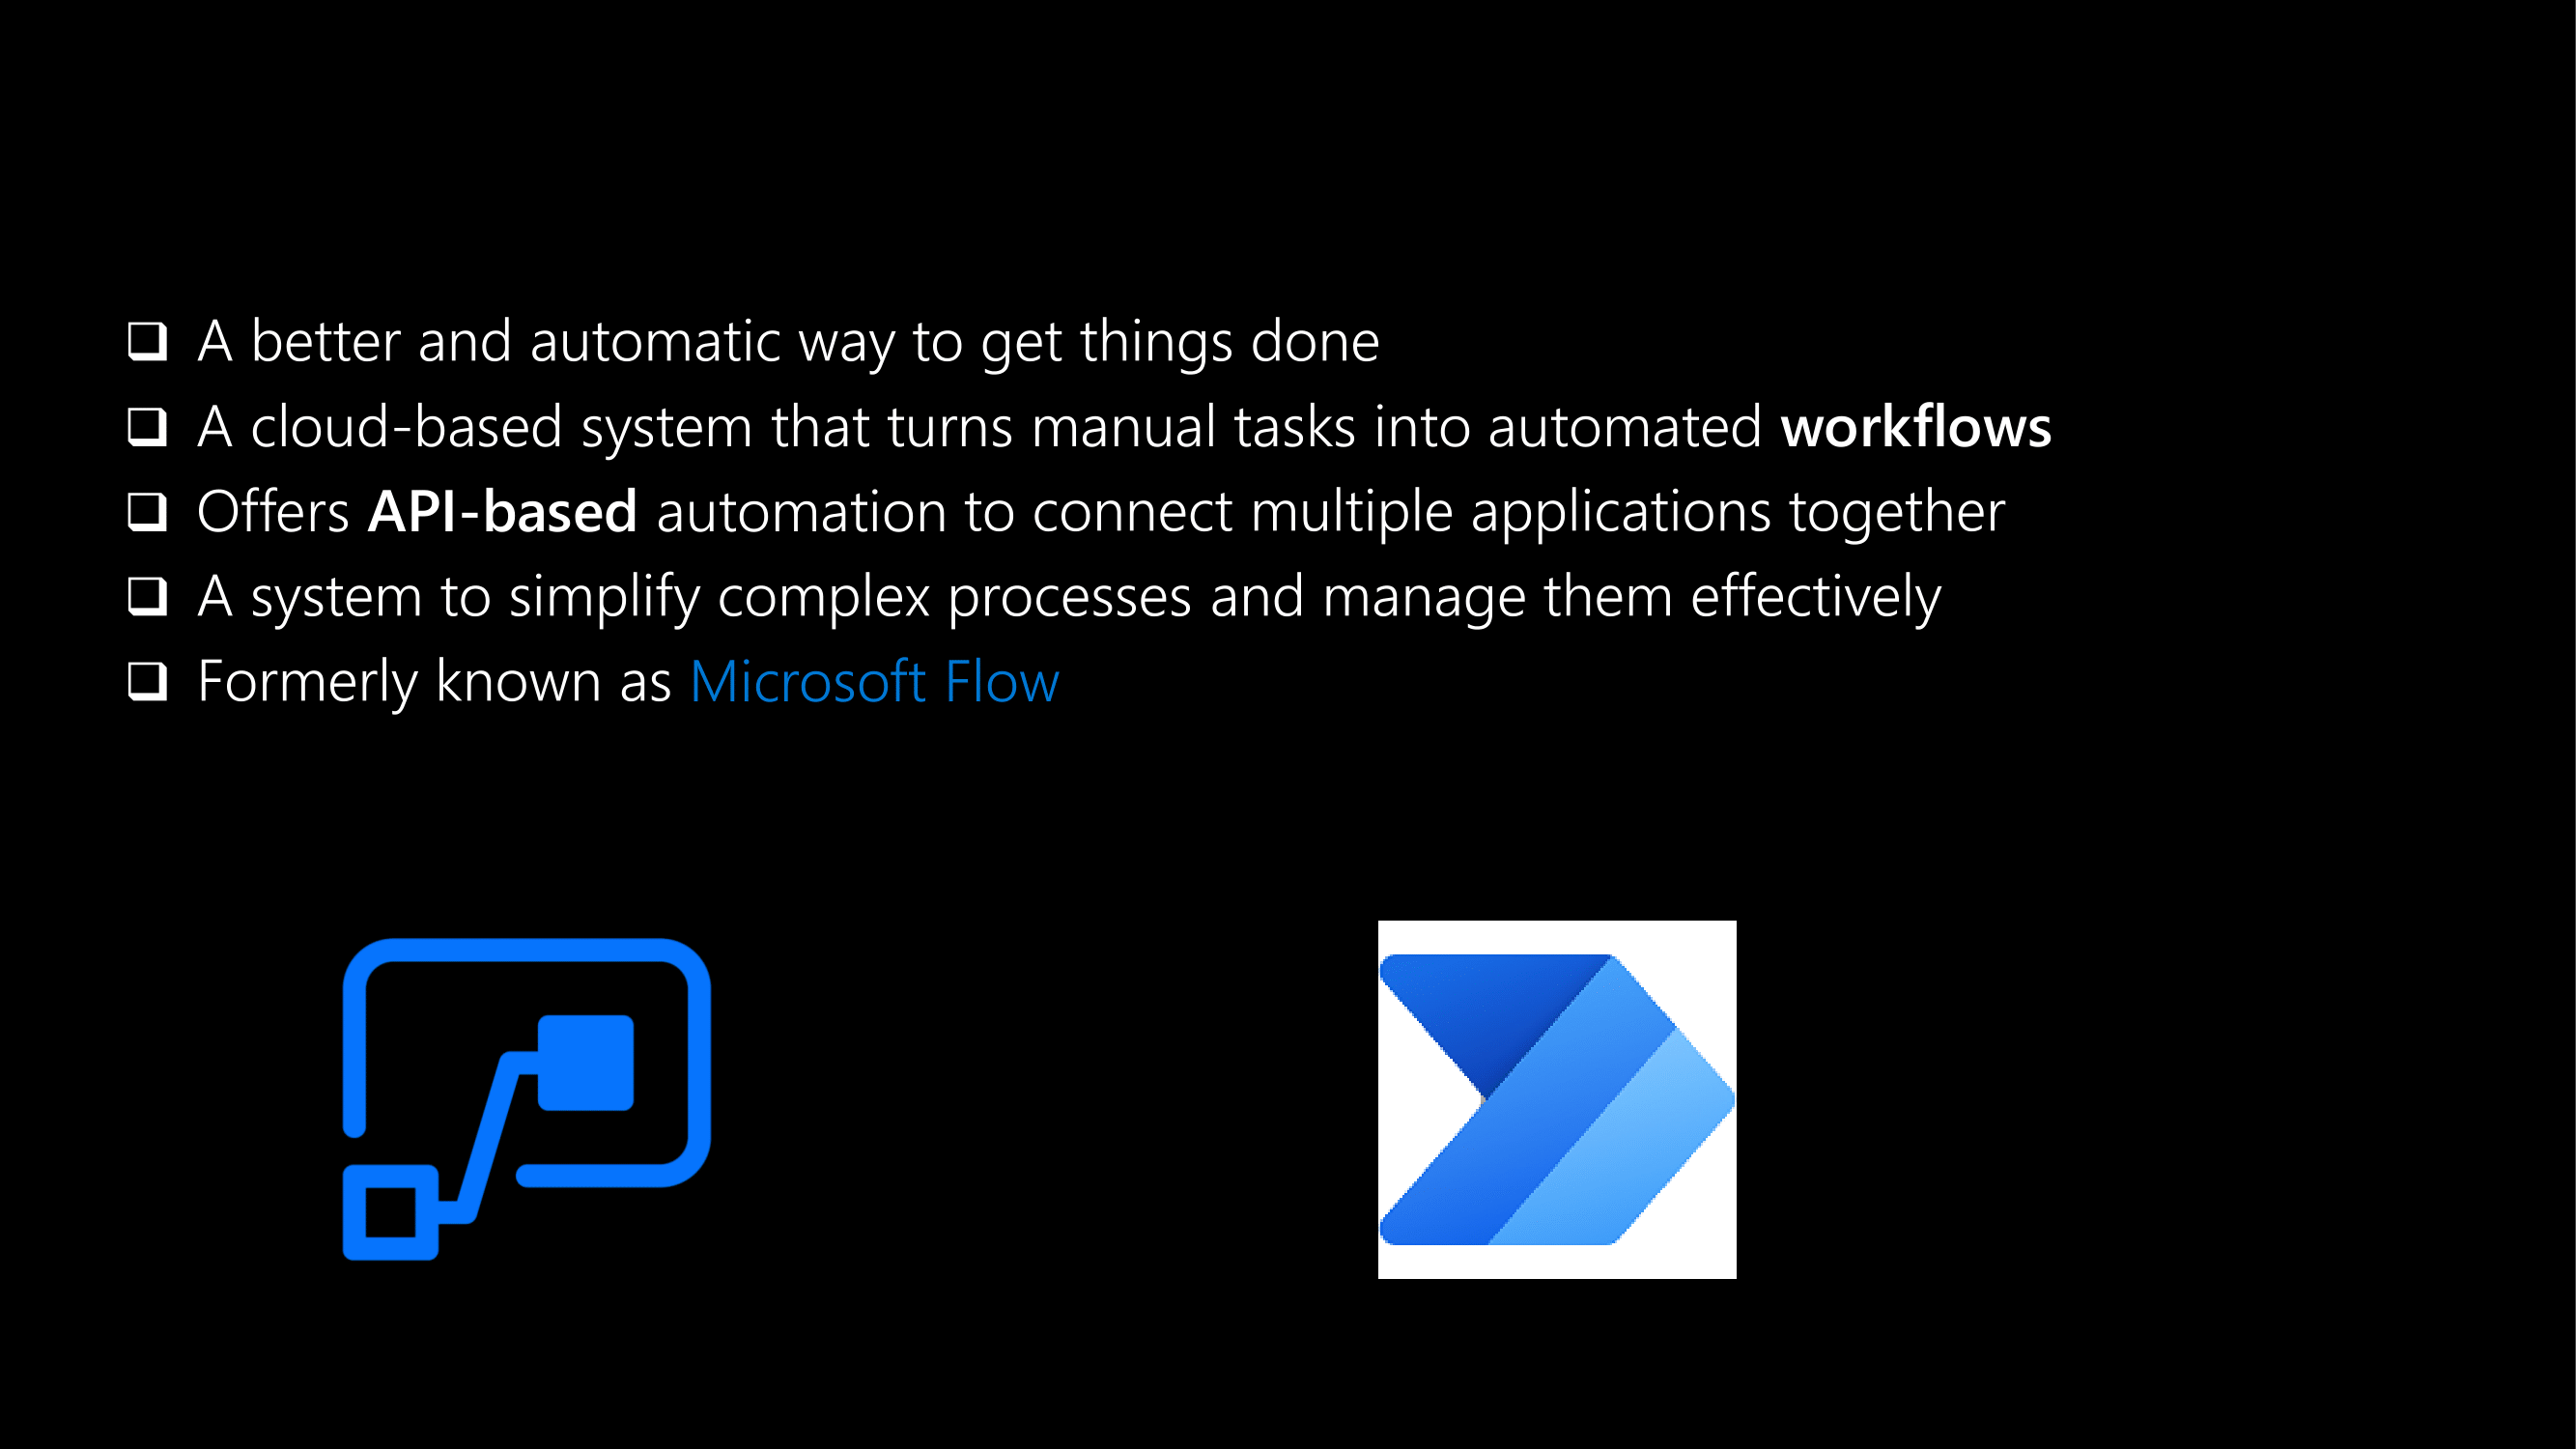 ❑ A better and automatic way to get things done
❑ A cloud-based system that turns manual tasks into automated workflows
❑ Offers API-based automation to connect multiple applications together
❑ A system to simplify complex processes and manage them effectively
❑ Formerly known as Microsoft Flow